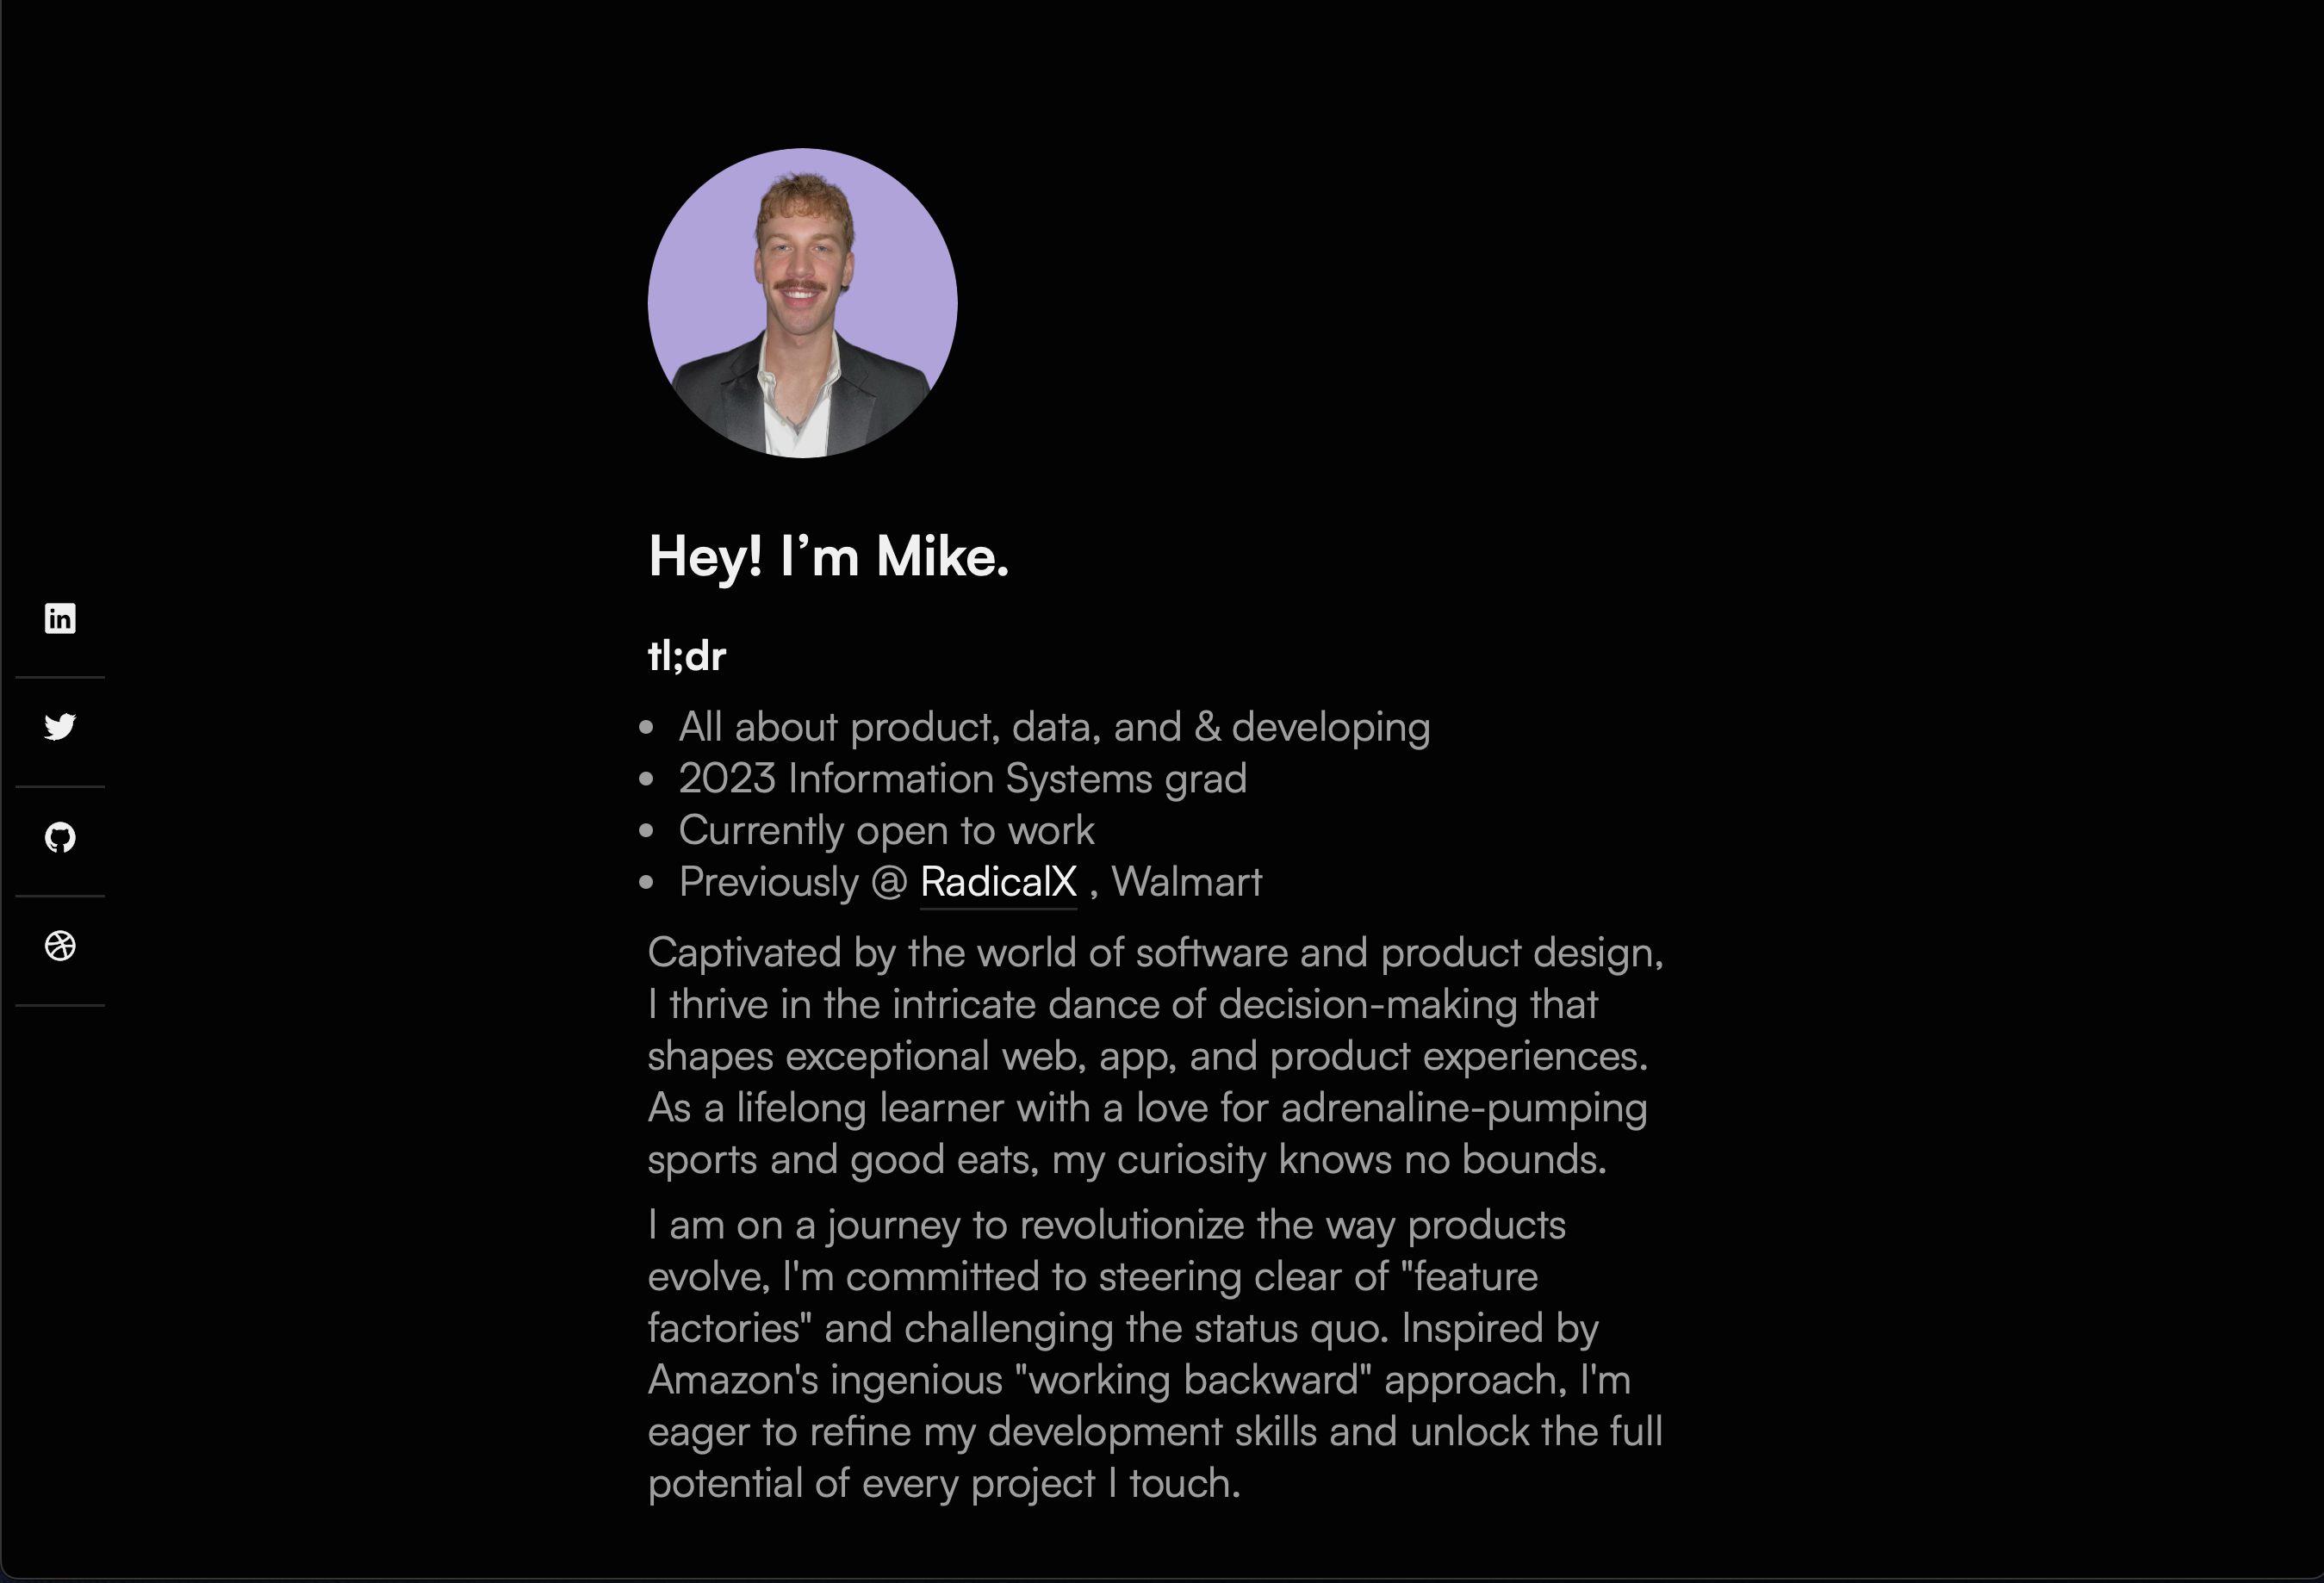 Hey! I’m Mike.
tl;dr
All about product, data, and & developing
2023 Information Systems grad
Currently open to work
Previously @ RadicalX , Walmart
Captivated by the world of software and product design,
I thrive in the intricate dance of decision-making that
shapes exceptional web, app, and product experiences.
As a lifelong learner with a love for adrenaline-pumping
sports and good eats, my curiosity knows no bounds.
I am on a journey to revolutionize the way products
evolve, I'm committed to steering clear of "feature
factories" and challenging the status quo. Inspired by
Amazon's ingenious "working backward" approach, I'm
eager to refine my development skills and unlock the full
potential of every project I touch.
in